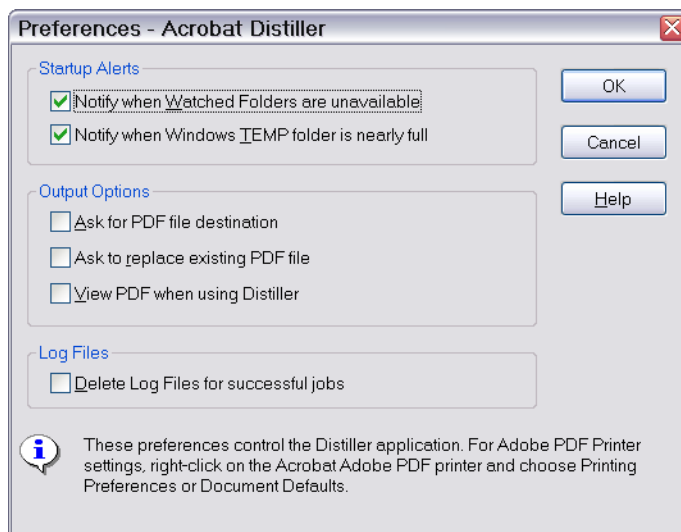 Preferences - Acrobat Distiller
Startup Alerts
Notify when Watched Folders are unavailable
Notify when Windows TEMP folder is nearly full
OK
Cancel
Help
Output Options
Ask for PDF file destination
Ask to replace existing PDF file
View PDF when using Distiller
Log Files
Delete Log Files for successful jobs
These preferences control the Distiller application. For Adobe PDF Printer
settings, right-click on the Acrobat Adobe PDF printer and choose Printing
Preferences or Document Defaults.